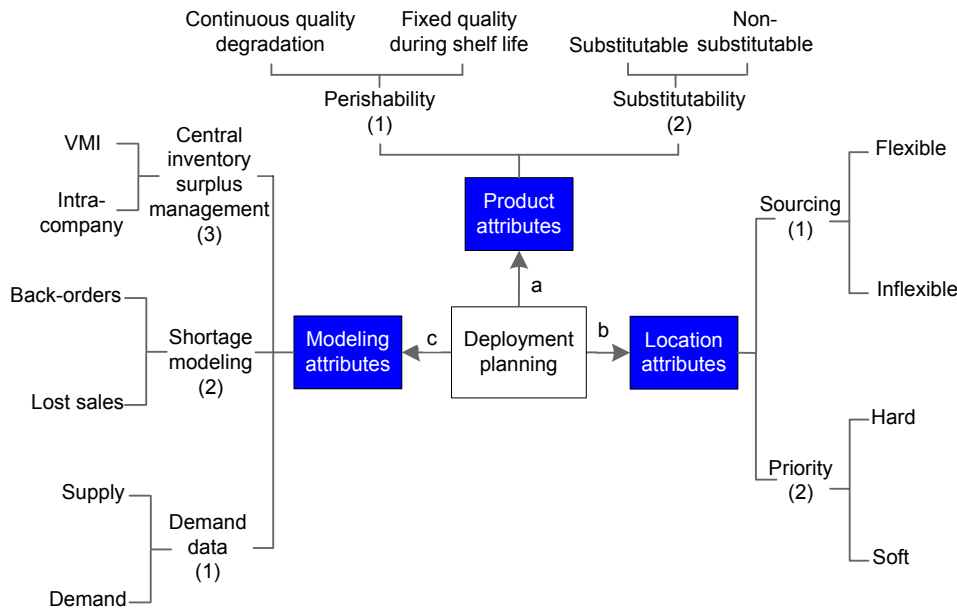 Continuous quality
degradation
Fixed quality
during shelf life
Substitutable
Non-
substitutable
Perishability
(1)
Substitutability
(2)
VMI
Intra-
company
Central
inventory
surplus
management
(3)
Product
attributes
Sourcing
(1)
Flexible
Inflexible
a
Back-orders
Lost sales
Shortage
modeling
(2)
Modeling
attributes
c
Deployment
planning
b
Location
attributes
Hard
Priority
(2)
Soft
Supply
Demand
data
(1)
Demand